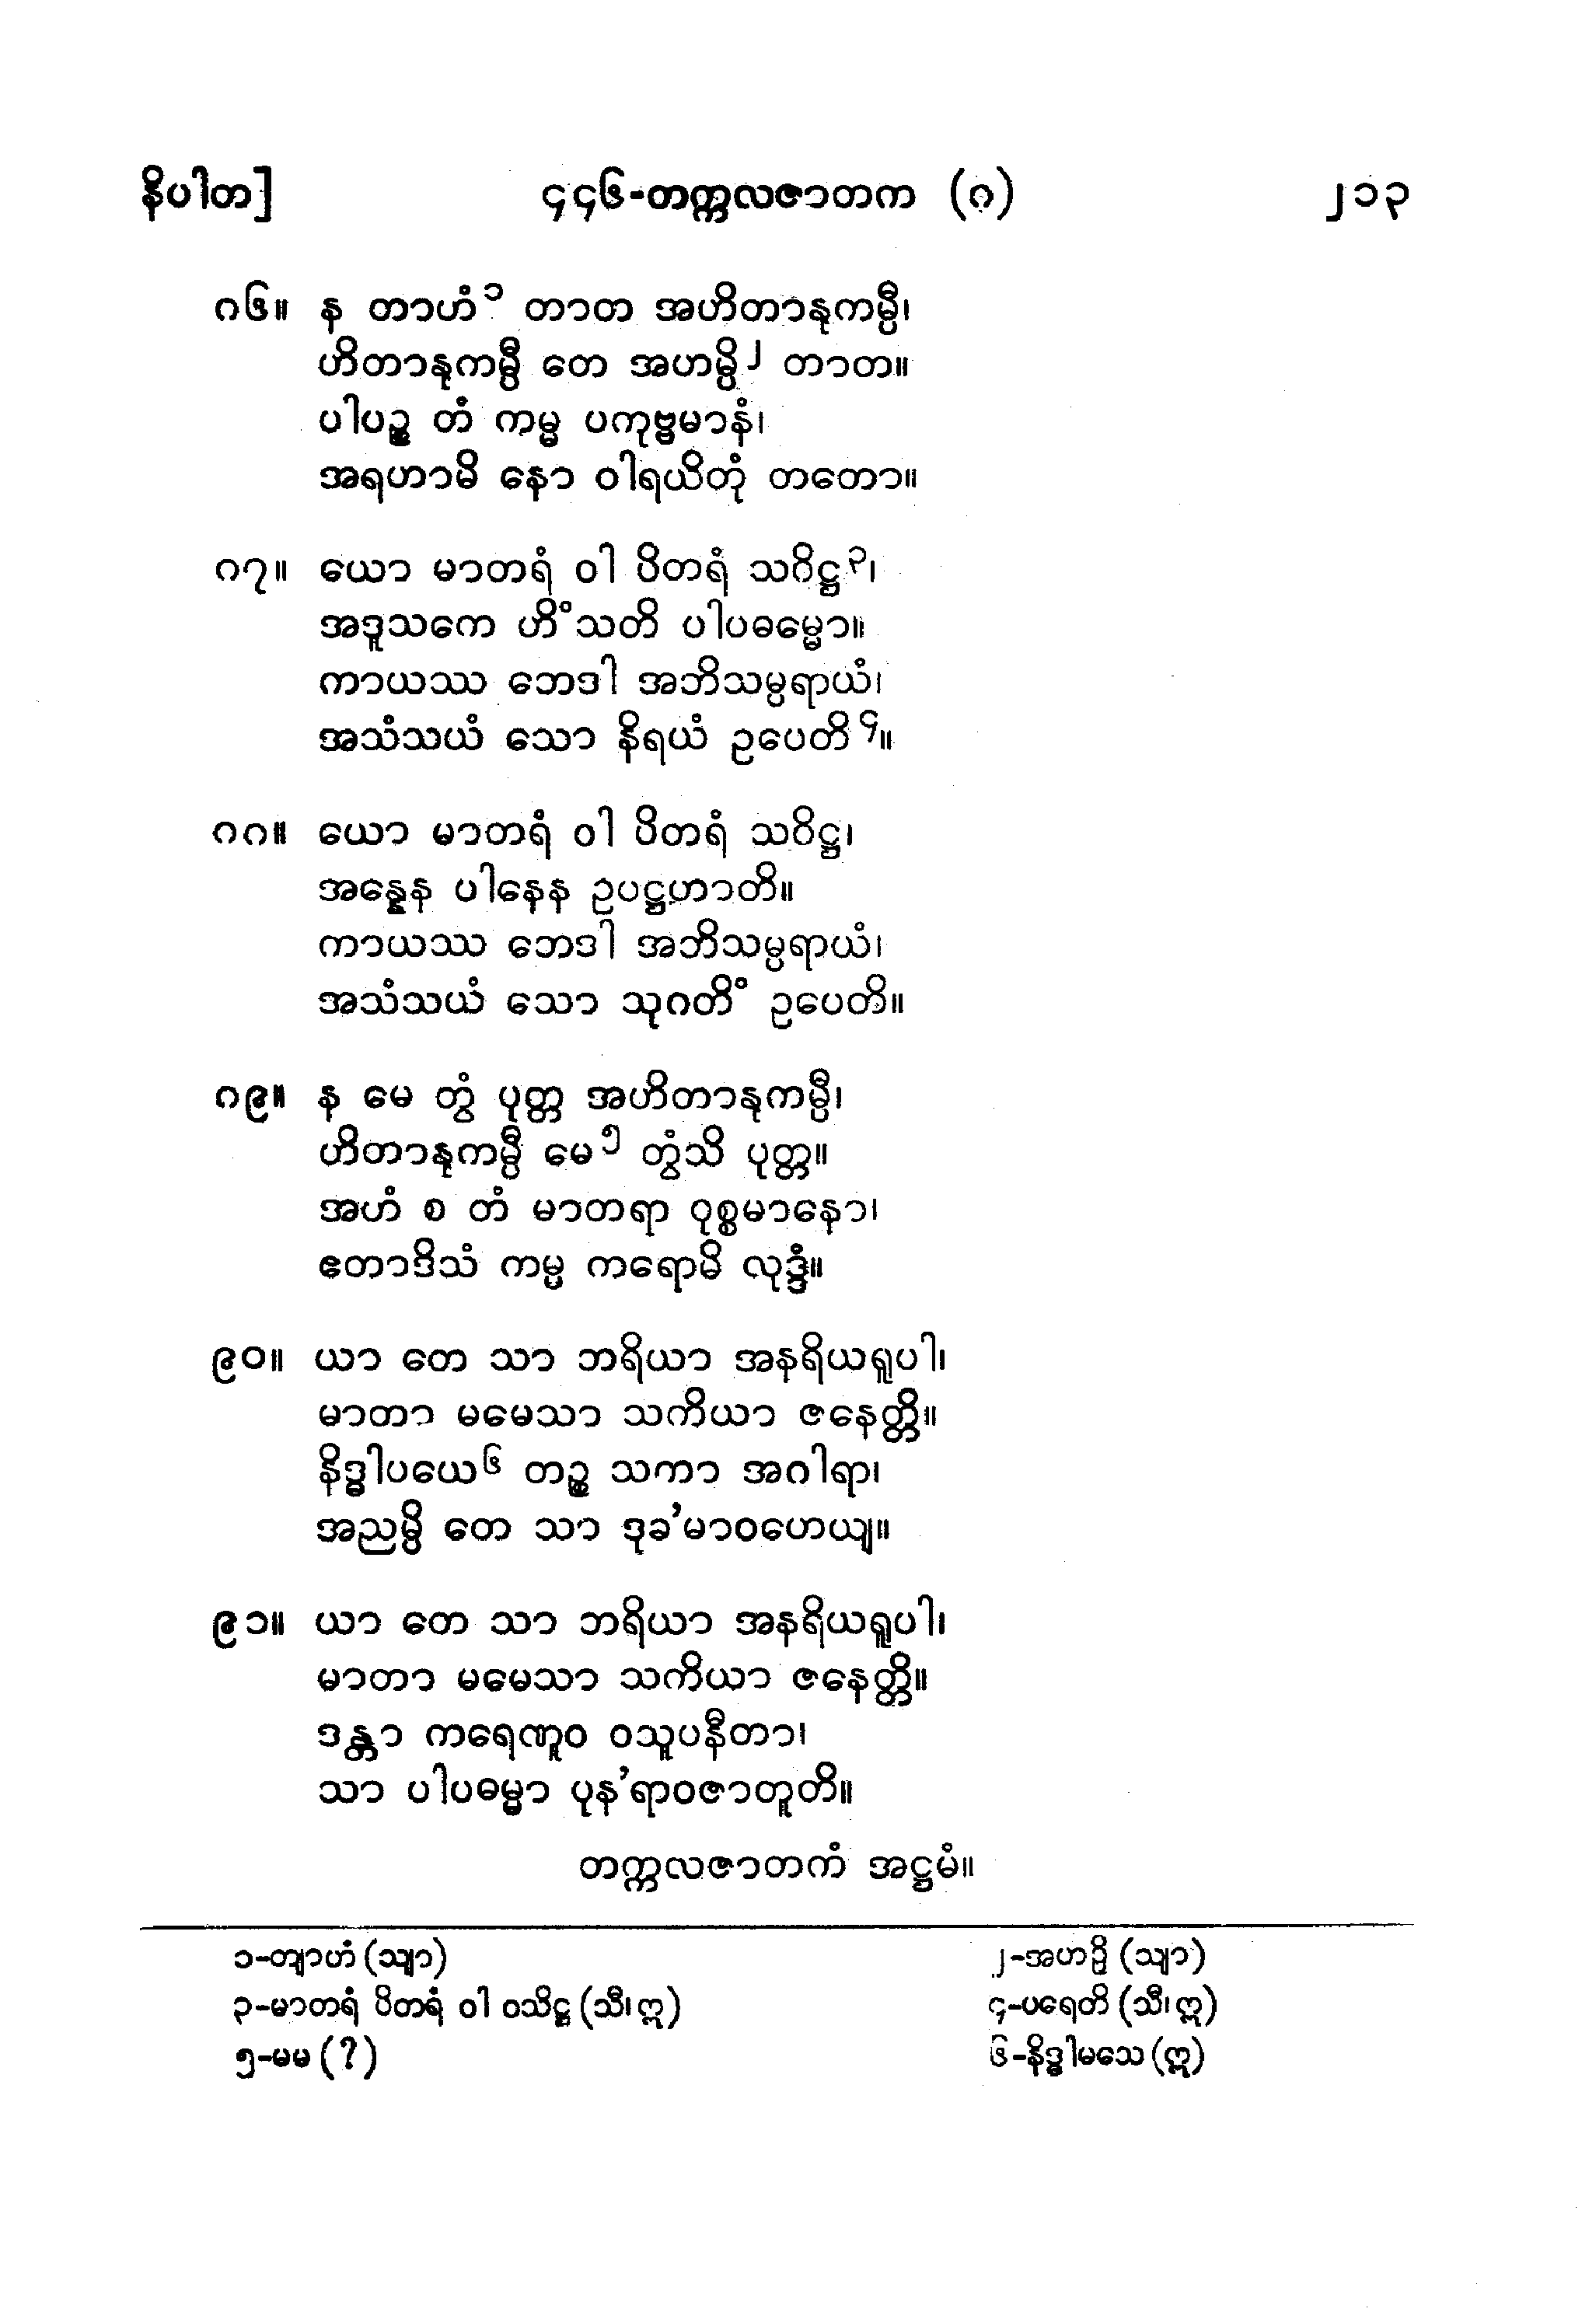 နိပါတ] ၄၄၆-တက္ကလဇာတက (၈) ၂၁၃
၈၆။ န တာဟံ၁ တာတ အဟိတာနုကမ္ပီ၊
ဟိတာနုကမ္ပီ တေ အဟမ္ပိ၂ တာတ။
ပါပဉ္စ တံ ကမ္မ ပကုဗ္ဗမာနံ၊
အရဟာမိ နော ဝါရယိတုံ တတော။
၈၇။ ယော မာတရံ ဝါ ပိတရံ သဝိဋ္ဌ၃၊
အဒူသကေ ဟိံသတိ ပါပဓမ္မော။
ကာယဿ ဘေဒါ အဘိသမ္ပရာယံ၊
အသံသယံ သော နိရယံ ဥပေတိ၄။
၈၈။ ယော မာတရံ ဝါ ပိတရံ သဝိဋ္ဌ၊
အန္နေန ပါနေန ဥပဋ္ဌဟာတိ။
ကာယဿ ဘေဒါ အဘိသမ္ပရာယံ၊
အသံသယံ သော သုဂတိံ ဥပေတိ။
၈၉။ န မေ တွံ ပုတ္တ အဟိတာနုကမ္ပီ၊
ဟိတာနုကမ္ပီ မေ၅ တွံသိ ပုတ္တ။
အဟံ စ တံ မာတရာ ဝုစ္စမာနော၊
ဧတာဒိသံ ကမ္မ ကရောမိ လုဒ္ဒံ။
၉၀။ ယာ တေ သာ ဘရိယာ အနရိယရူပါ၊
မာတာ မမေသာ သကိယာ ဇနေတ္တိ။
နိဒ္ဓါပယေ၆ တဉ္စ သကာ အဂါရာ၊
အညမ္ပိ တေ သာ ဒုခ’မာဝဟေယျ။
၉၁။ ယာ တေ သာ ဘရိယာ အနရိယရူပါ၊
မာတာ မမေသာ သကိယာ ဇနေတ္တိ။
ဒန္တာ ကရေဏူဝ ဝသူပနီတာ၊
သာ ပါပဓမ္မာ ပုန’ရာဝဇာတူတိ။
တက္ကလဇာတကံ အဋ္ဌမံ။
၁-တျာဟံ (သျာ) ၂-အဟဉ္ပိ (သျာ)
၃-မာတရံ ပိတရံ ဝါ ဝသိဋ္ဌ (သီ၊ ဣ) ၄-ပရေတိ (သီ၊ ဣ)
၅-မမ (?) ၆-နိဒ္ဓါမသေ (ဣ)